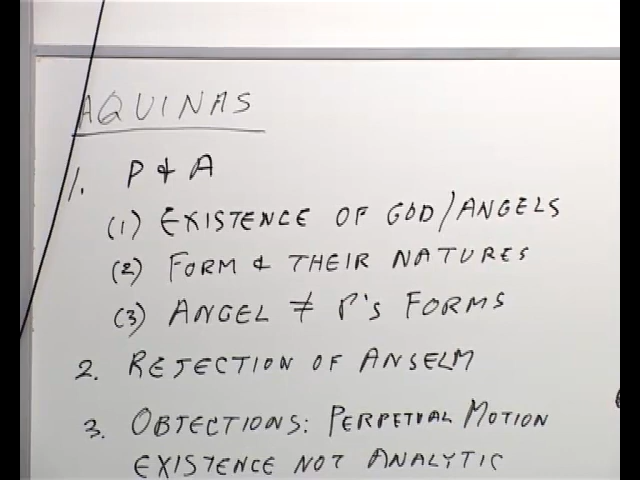 AQUINAS
1. P & A
(1) EXISTENCE OF GOD/ANGELS
(2) FORM & THEIR NATURES
(3) ANGEL ≠ P's FORMS
2. REJECTION OF ANSELM
3. OBJECTIONS: PERPETUAL MOTION
EXISTENCE NOT ANALYTIC